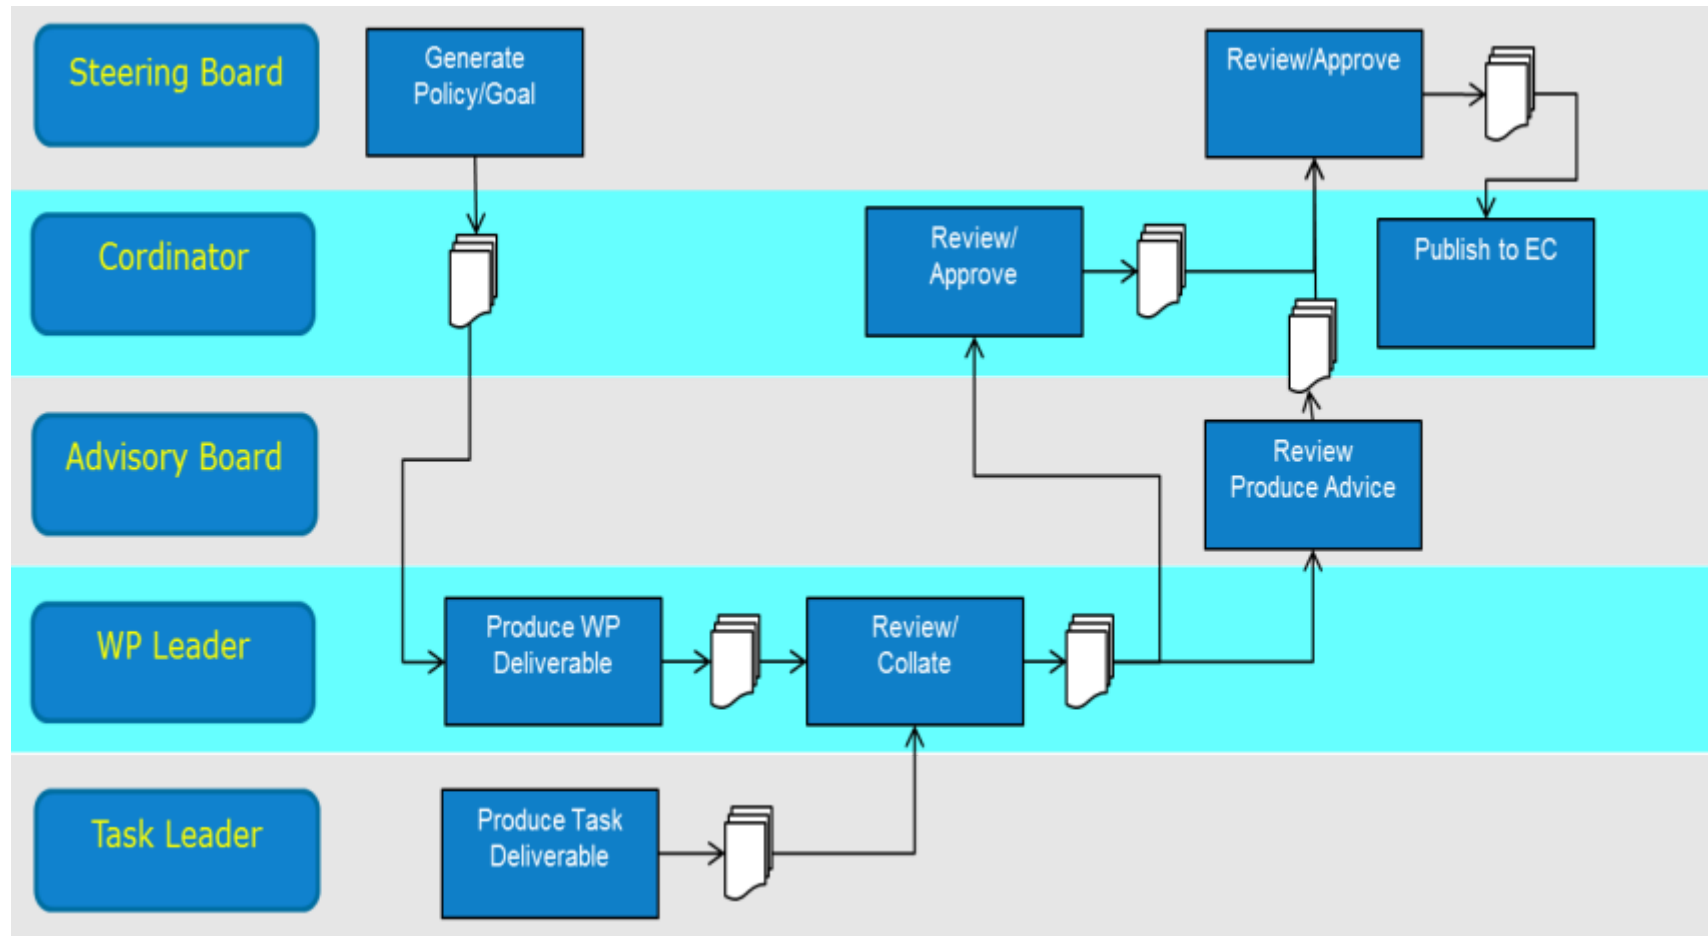 Steering Board
Generate
Policy/Goal
Review/Approve
Cordinator
Review/
Approve
Publish to EC
Advisory Board
Review
Produce Advice
WP Leader
Produce WP
Deliverable
Review/
Collate
Task Leader
Produce Task
Deliverable